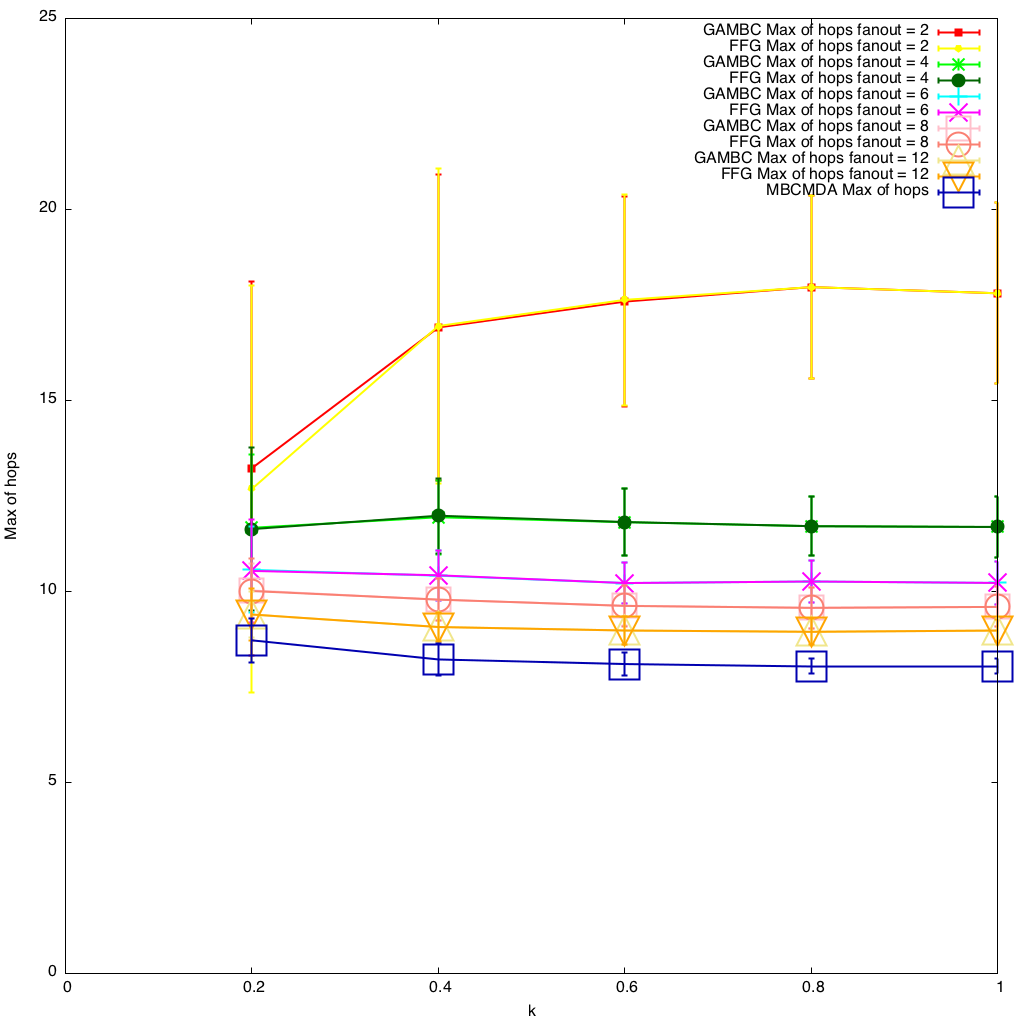 25
20
15
10
5
0
Max of hops
GAMBC Max of hops fanout = 2
FFG Max of hops fanout = 2
GAMBC Max of hops fanout = 4
FFG Max of hops fanout = 4
GAMBC Max of hops fanout = 6
FFG Max of hops fanout = 6
GAMBC Max of hops fanout = 8
FFG Max of hops fanout = 8
GAMBC Max of hops fanout = 12
FFG Max of hops fanout = 12
MBCMDA Max of hops
0 0.2 0.4 0.6 0.8 1
k